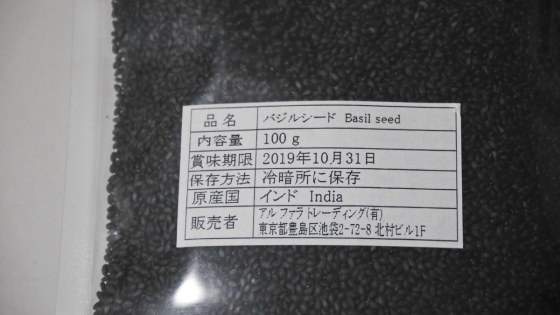 品名 バジルシード Basil seed
内容量 100 g
賞味期限 2019年10月31日
保存方法 冷暗所に保存
原産国 インド India
販売者 アル ファラ トレーディング(有)
東京都豊島区池袋2-72-8 北村ビル1F